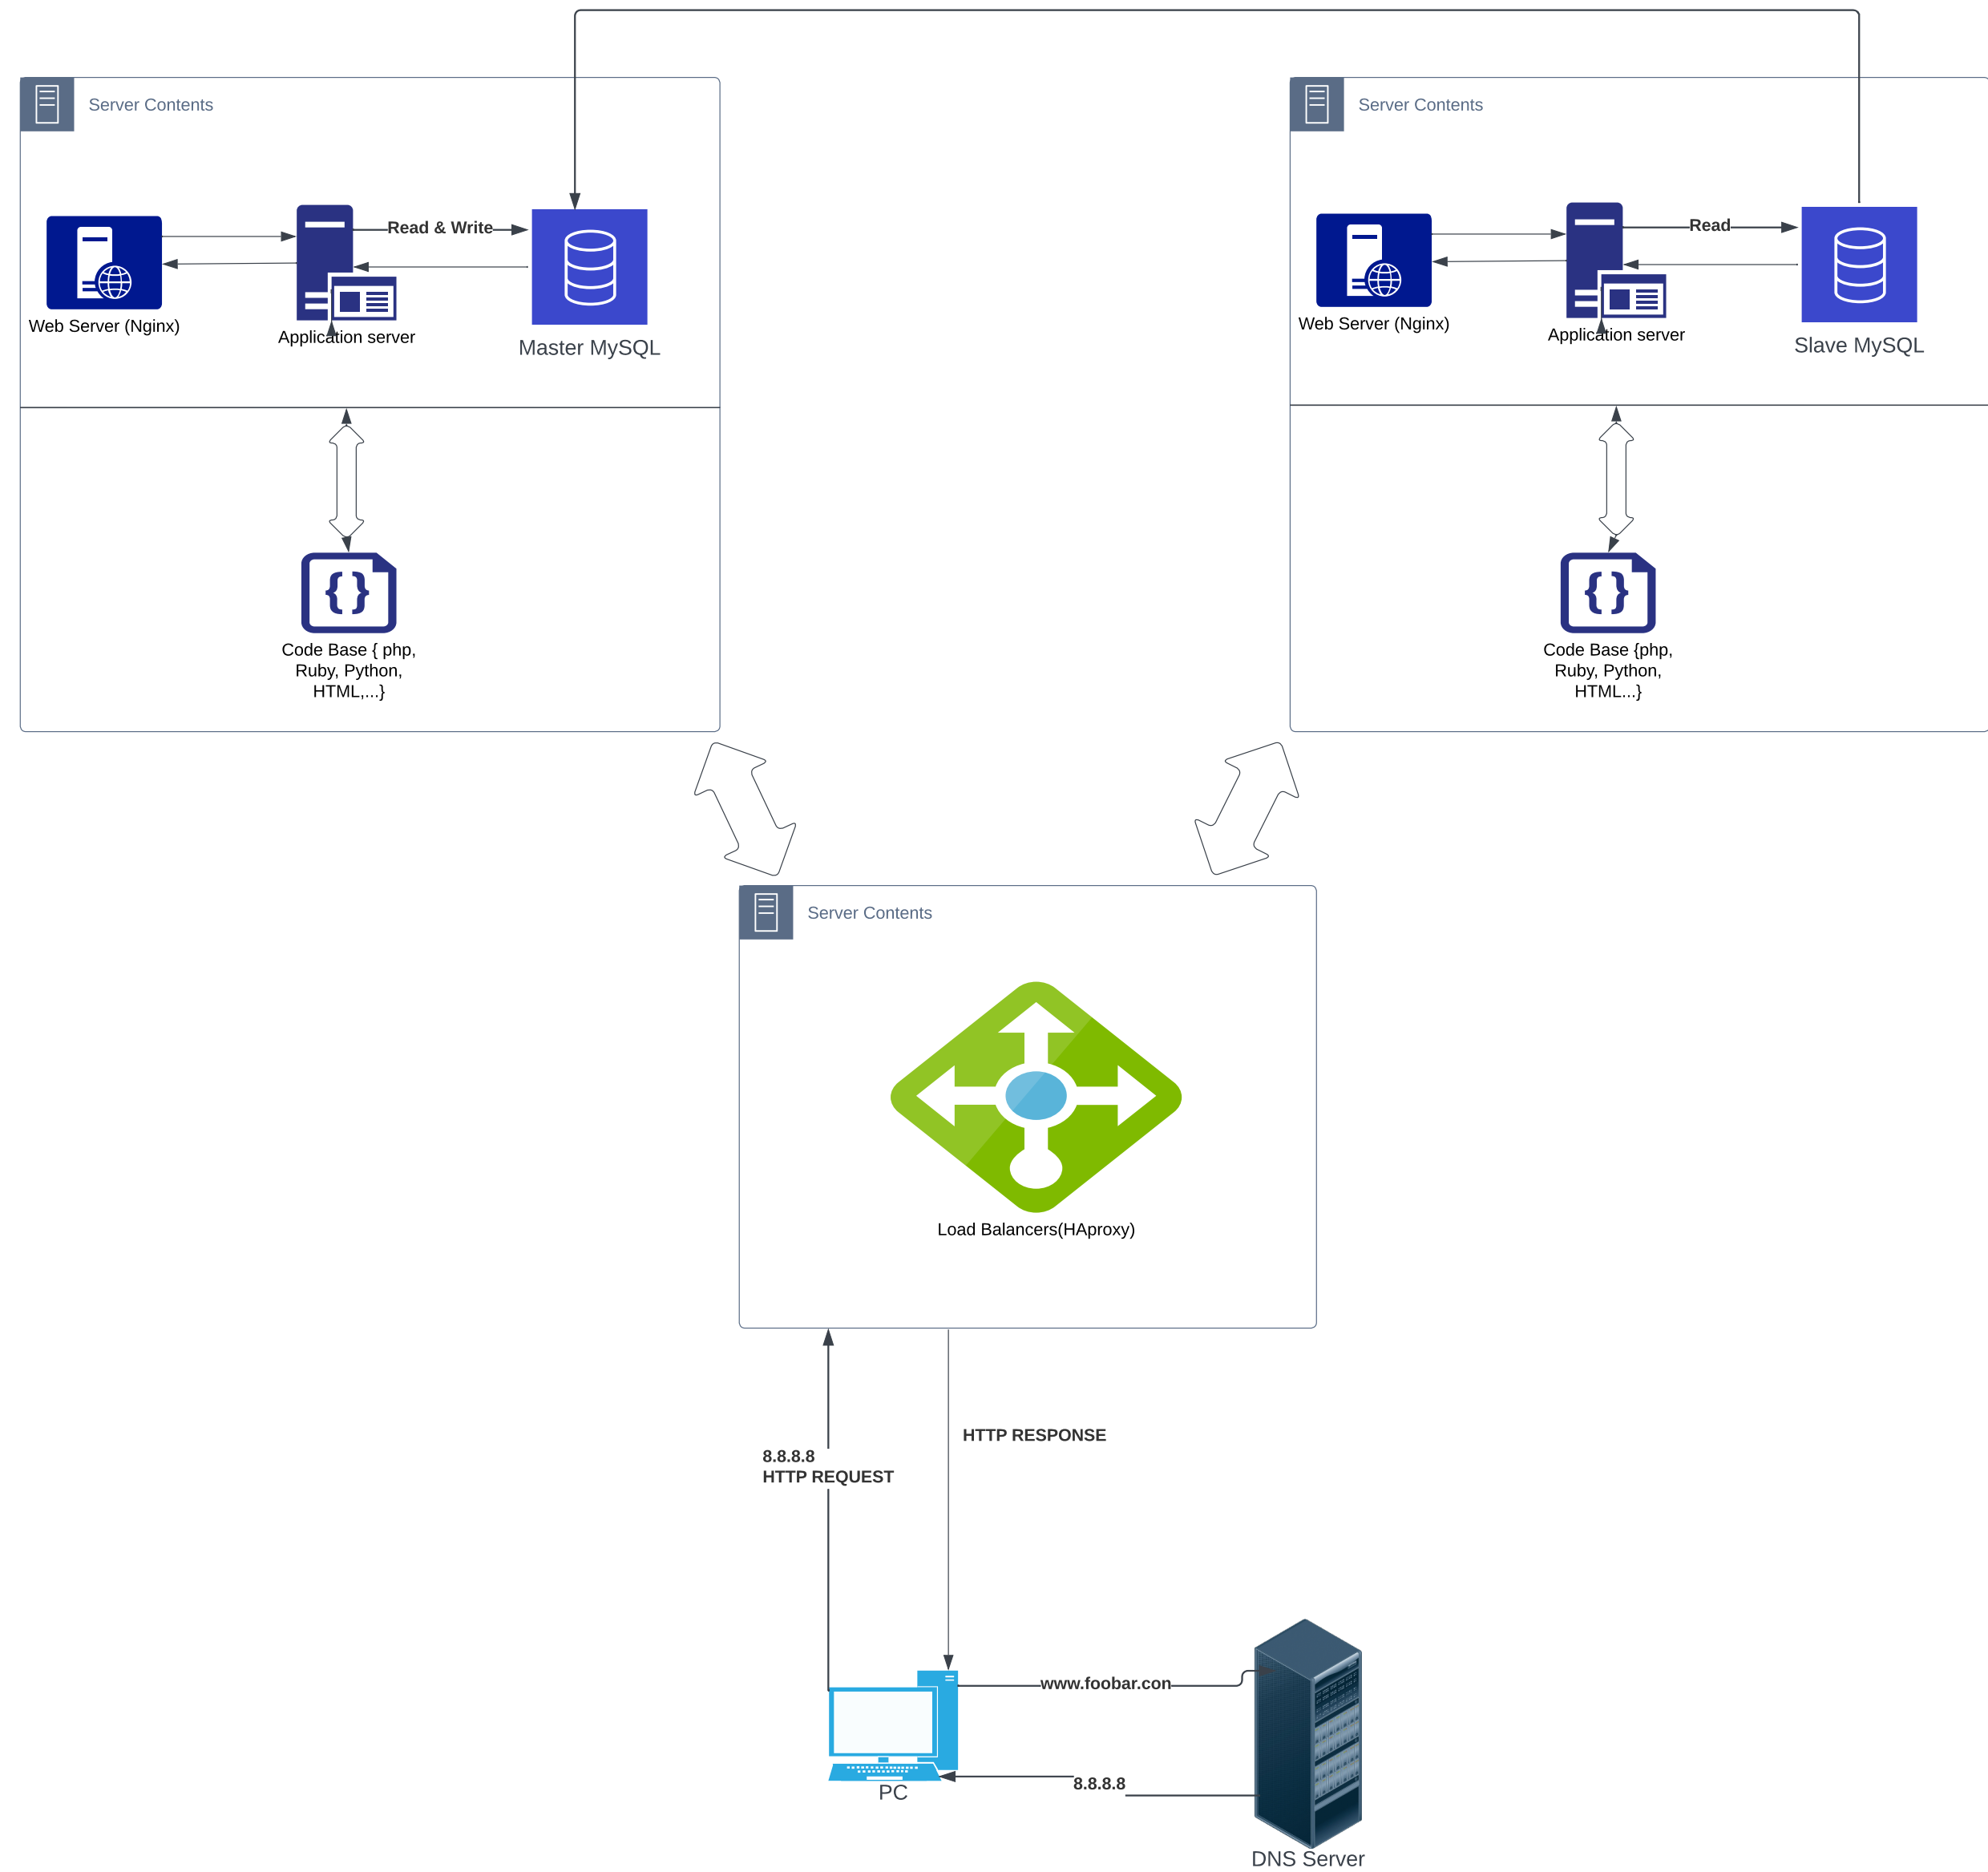 Server Contents
Server Contents
Read & Write
Read
Web Server (Nginx)
Application server
Master MySQL
Web Server (Nginx)
Application server
Slave MySQL
Code Base { php,
Ruby, Python,
HTML,...}
Code Base {php,
Ruby, Python,
HTML...}
Server Contents
Load Balancers(HAproxy)
HTTP RESPONSE
8.8.8.8
HTTP REQUEST
www.foobar.con
8.8.8.8
PC
DNS Server